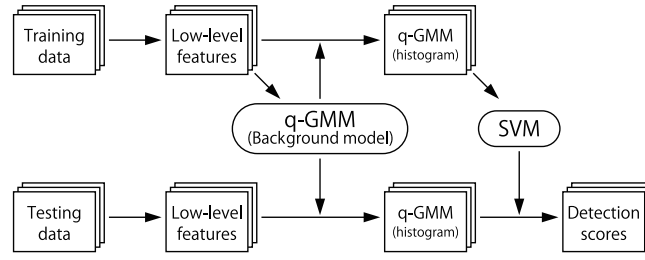 Training
data
Low-level
features
q-GMM
(histogram)
q-GMM
(Background model)
SVM
Testing
data
Low-level
features
q-GMM
(histogram)
Detection
scores